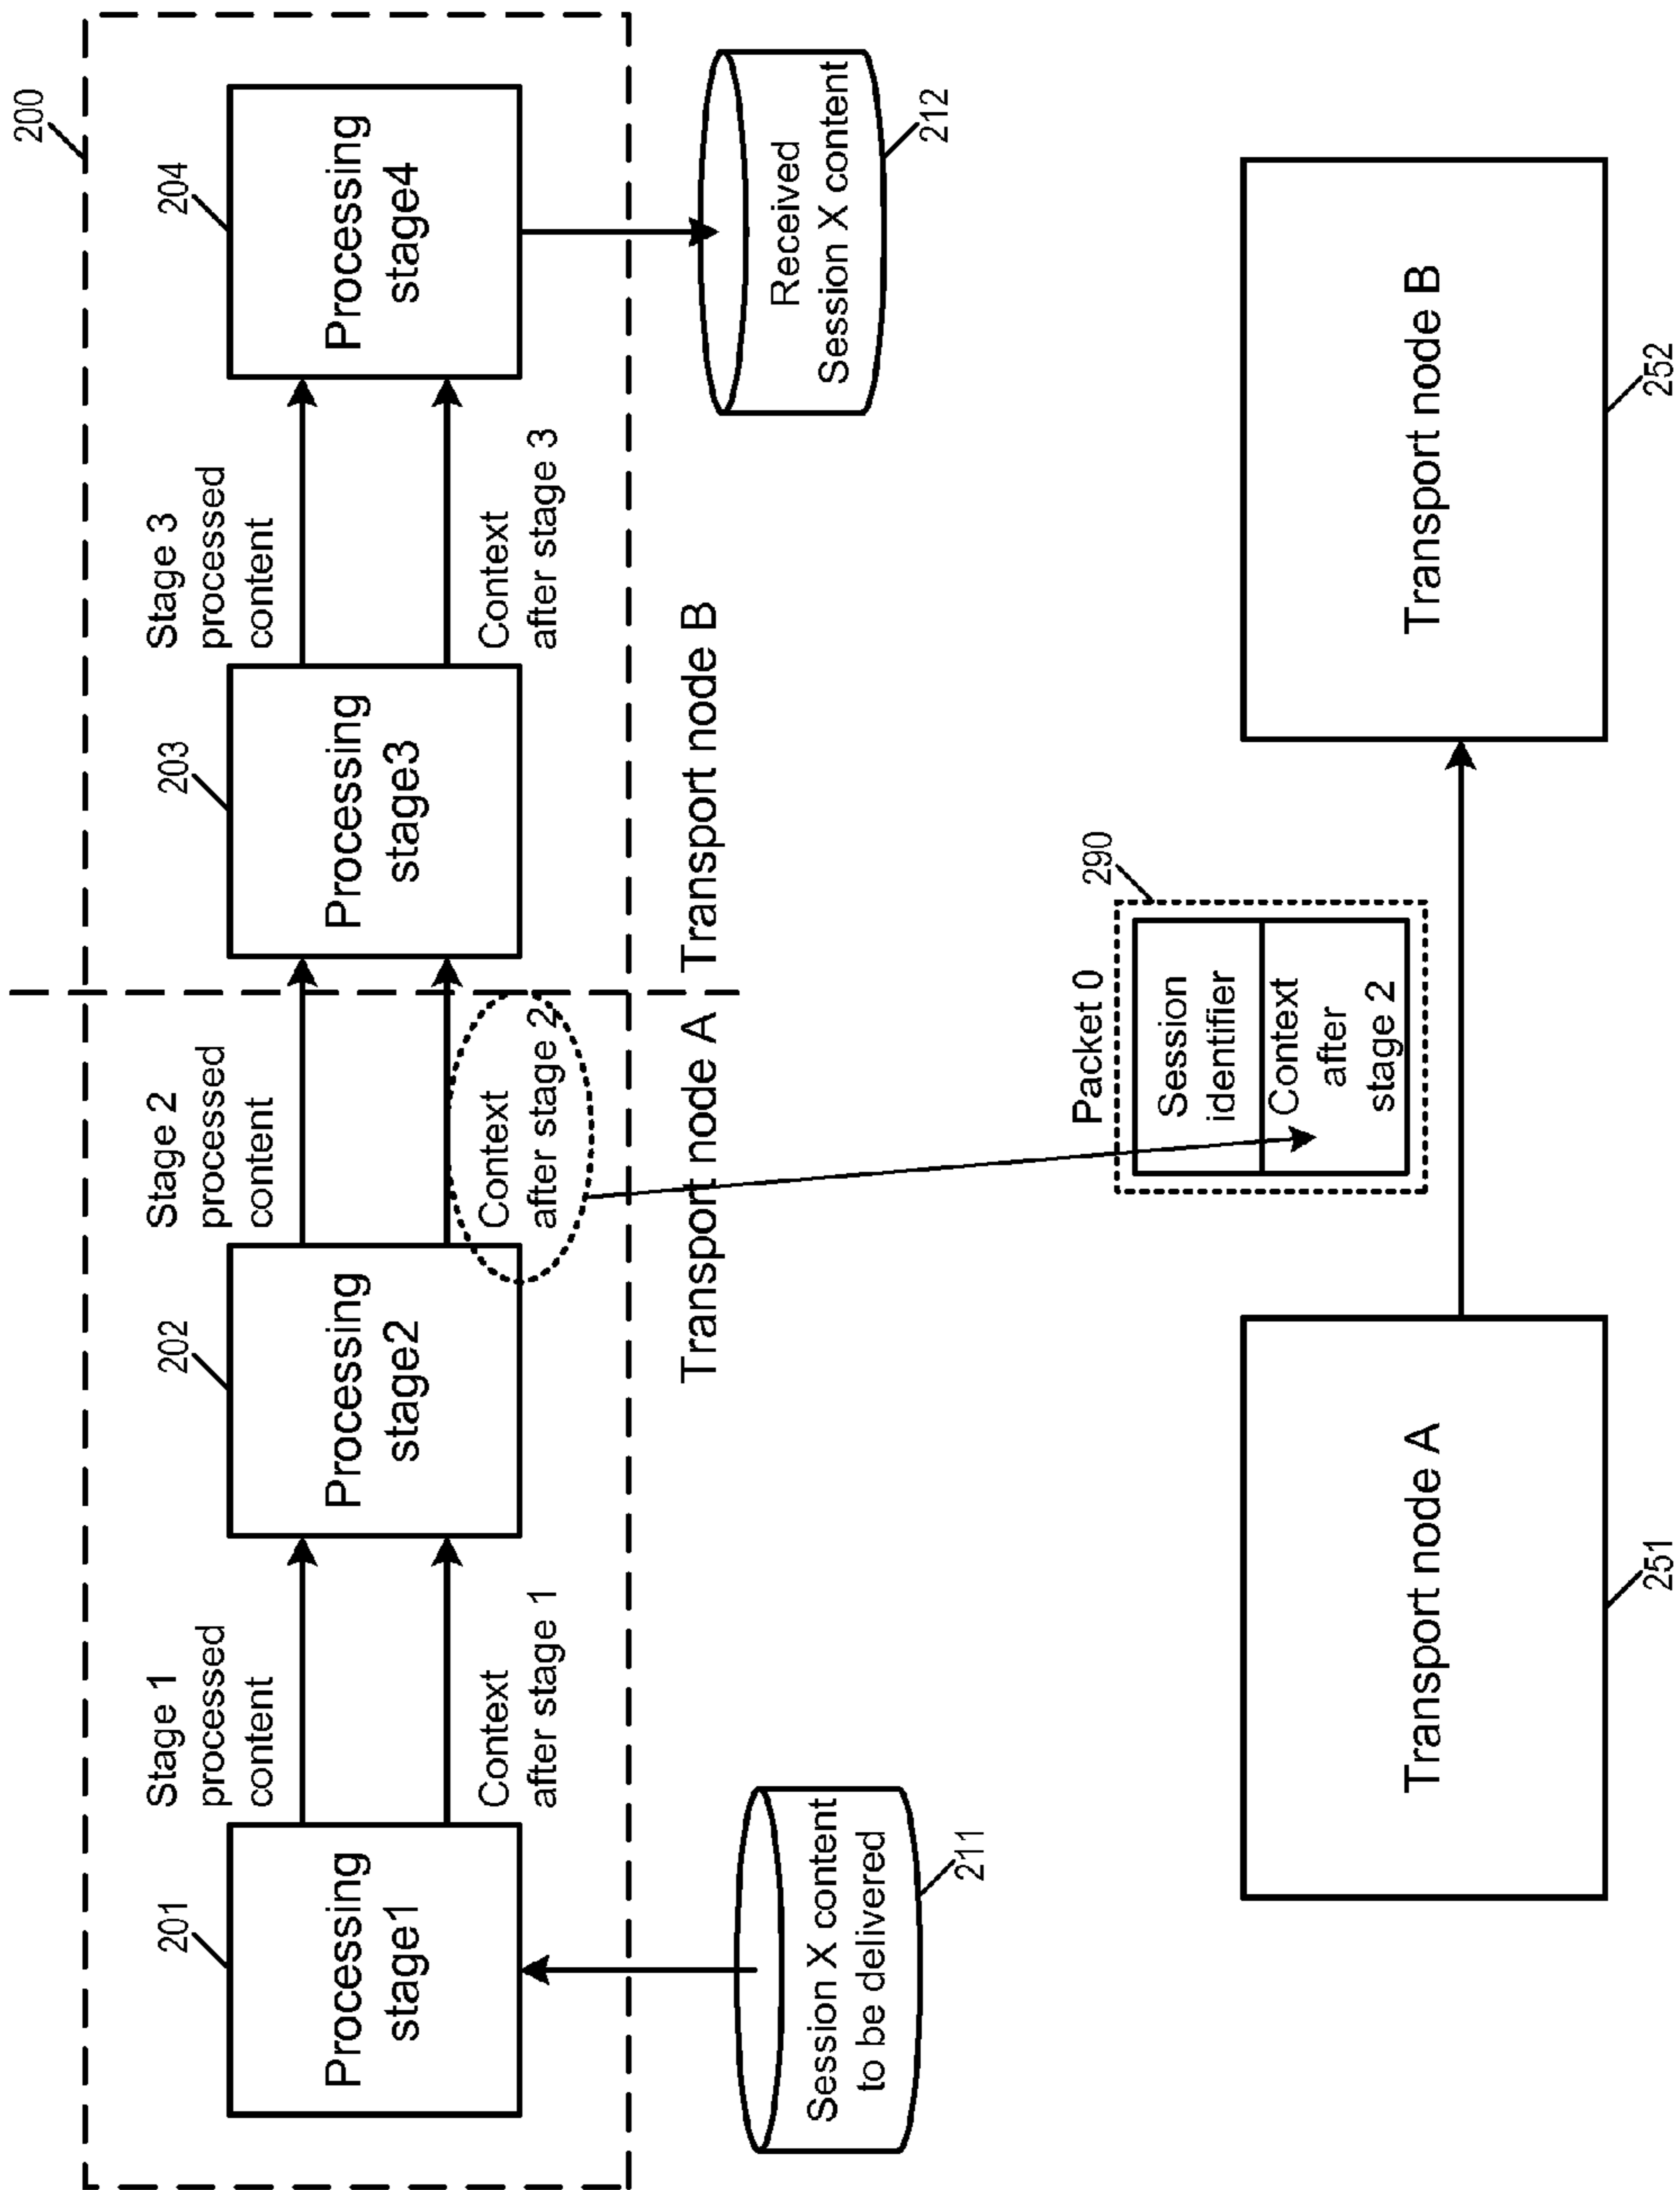 200
201
Processing
stage1
Stage 1
processed
content
Context
after stage 1
202
Processing
stage2
Stage 2
processed
content
Context
after stage 2
203
Processing
stage3
Stage 3
processed
content
Context
after stage 3
204
Processing
stage4
Transport node A
Transport node B
Session X content
to be delivered
211
Received
Session X content
212
Packet 0
290
Session
identifier
Context
after
stage 2
Transport node A
251
Transport node B
252